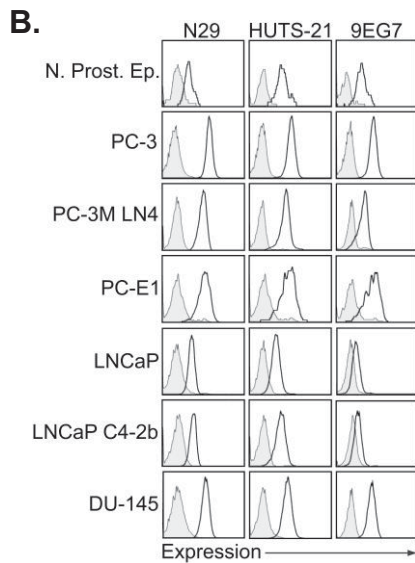 B.
N29 HUTS-21 9EG7
N. Prost. Ep.
PC-3
PC-3M LN4
PC-E1
LNCaP
LNCaP C4-2b
DU-145
Expression